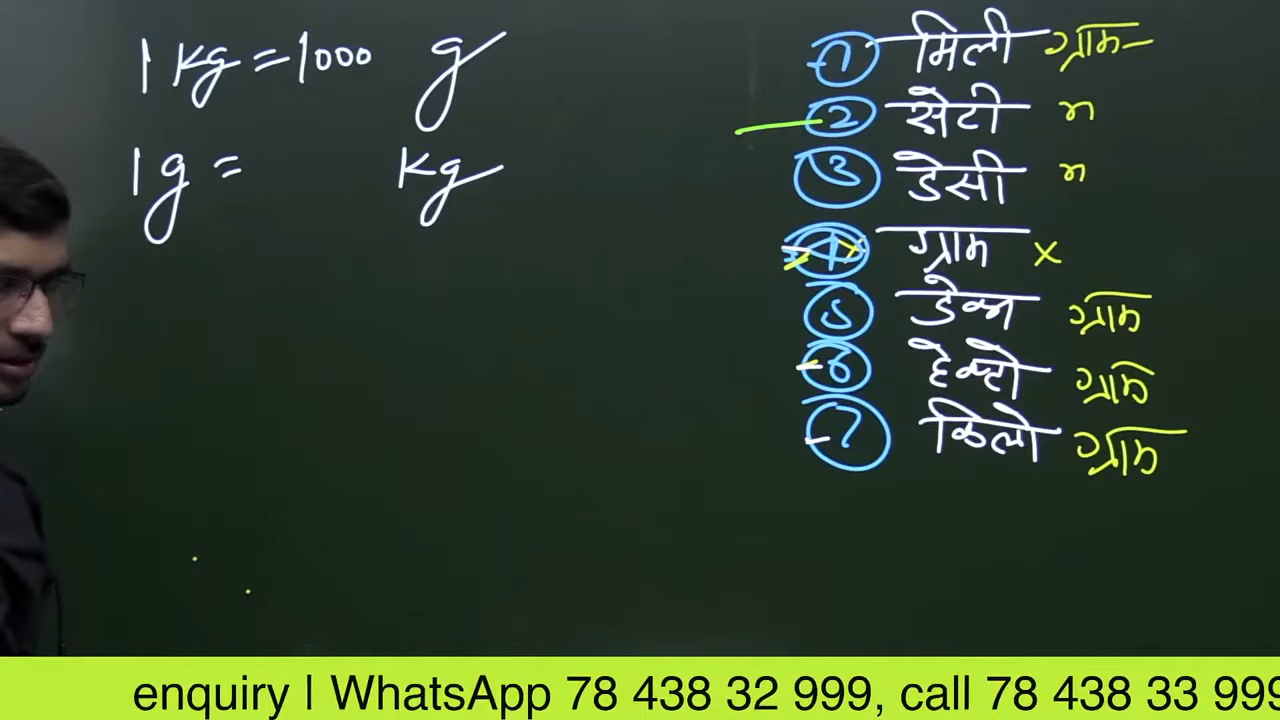 1 kg = 1000 g
1 g = kg
1 मिली ग्राम
2 सेटी "
3 डेसी "
4 ग्राम ×
5 डेका ग्राम
6 हेक्टो ग्राम
7 किलो ग्राम
enquiry | WhatsApp 78 438 32 999, call 78 438 33 999